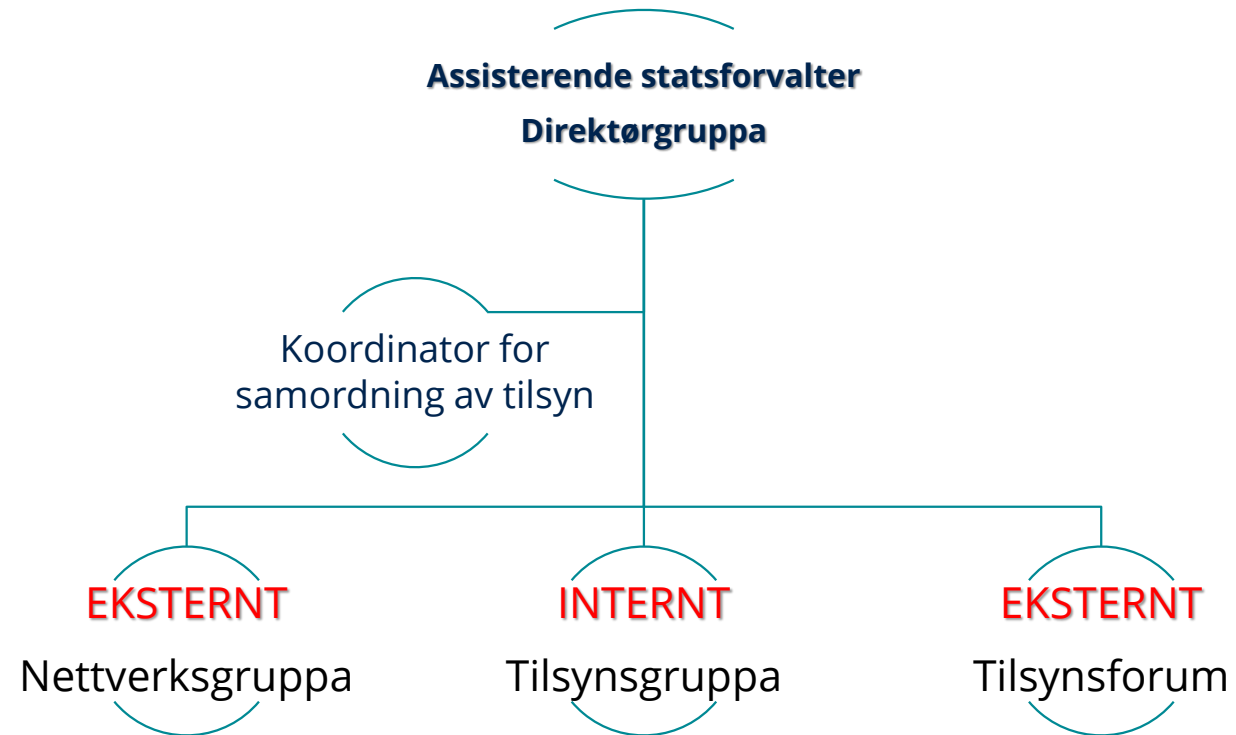 Assisterende statsforvalter
Direktørgruppa
Koordinator for
samordning av tilsyn
EKSTERNT
Nettverksgruppa
INTERNT
Tilsynsgruppa
EKSTERNT
Tilsynsforum